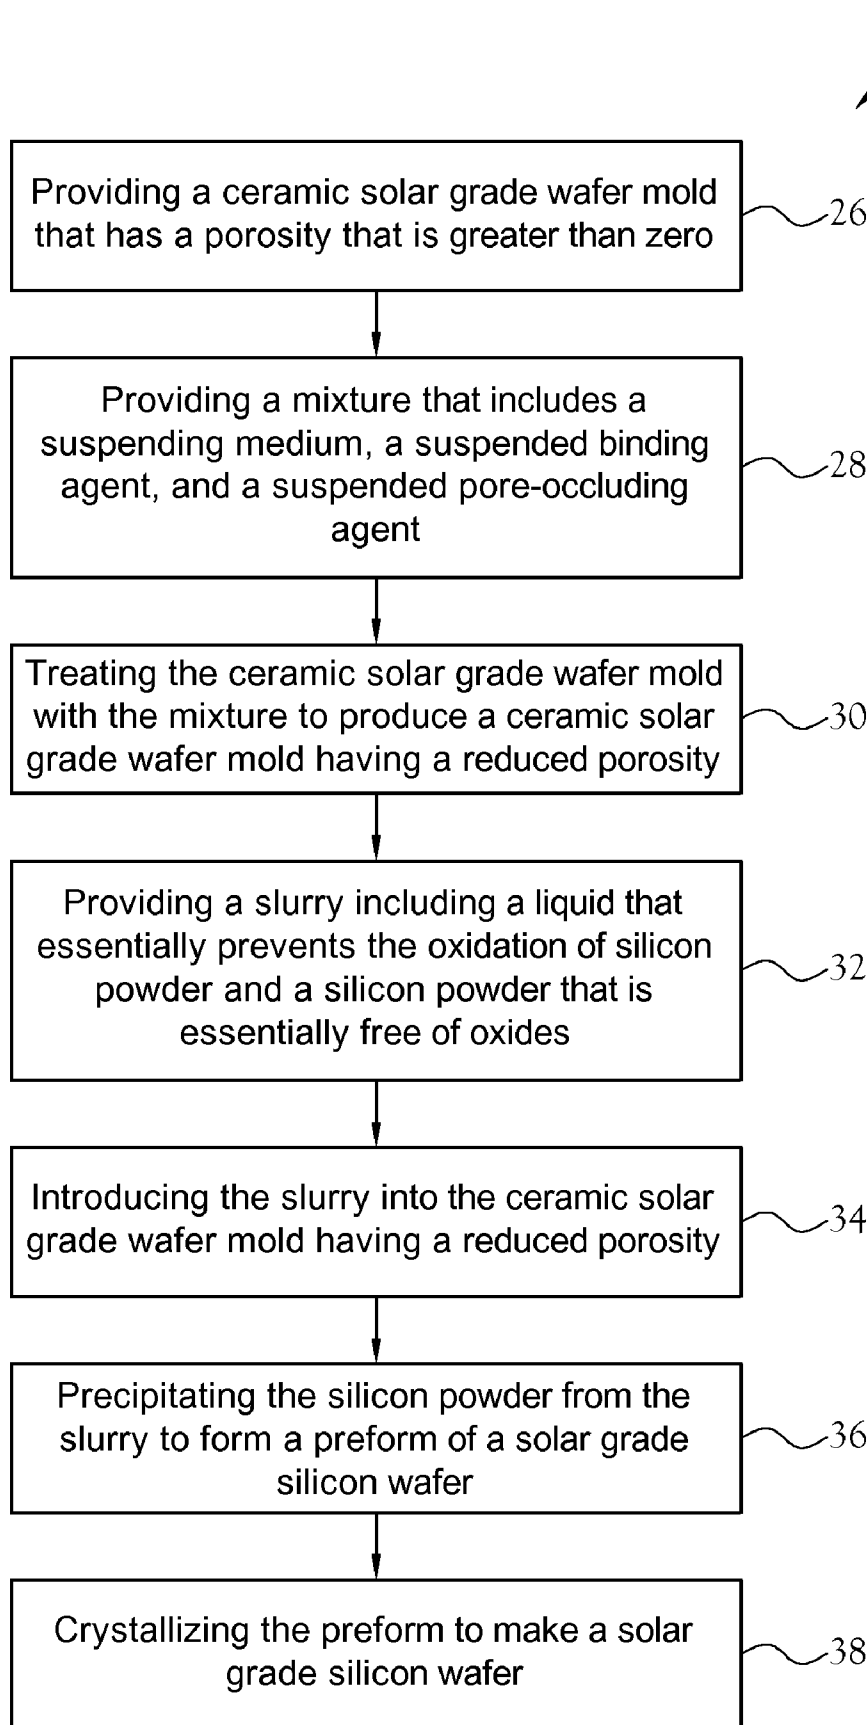 Providing a ceramic solar grade wafer mold
that has a porosity that is greater than zero
26
Providing a mixture that includes a
suspending medium, a suspended binding
agent, and a suspended pore-occluding
agent
28
Treating the ceramic solar grade wafer mold
with the mixture to produce a ceramic solar
grade wafer mold having a reduced porosity
30
Providing a slurry including a liquid that
essentially prevents the oxidation of silicon
powder and a silicon powder that is
essentially free of oxides
32
Introducing the slurry into the ceramic solar
grade wafer mold having a reduced porosity
34
Precipitating the silicon powder from the
slurry to form a preform of a solar grade
silicon wafer
36
Crystallizing the preform to make a solar
grade silicon wafer
38